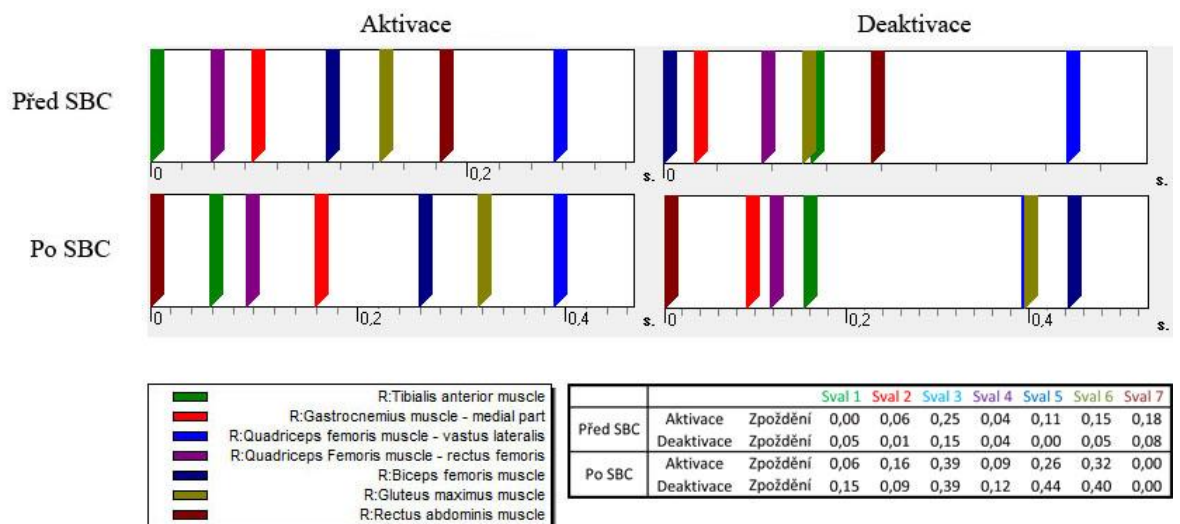 Aktivace Deaktivace
Před SBC
0 0,2 s. 0 s.
Po SBC
0 0,2 0,4 s. 0 0,2 0,4 s.
R:Tibialis anterior muscle
R:Gastrocnemius muscle - medial part
R:Quadriceps femoris muscle - vastus lateralis
R:Quadriceps Femoris muscle - rectus femoris
R:Biceps femoris muscle
R:Gluteus maximus muscle
R:Rectus abdominis muscle
Sval 1 Sval 2 Sval 3 Sval 4 Sval 5 Sval 6 Sval 7
Před SBC Aktivace Zpoždění 0,00 0,06 0,25 0,04 0,11 0,15 0,18
Deaktivace Zpoždění 0,05 0,01 0,15 0,04 0,00 0,05 0,08
Po SBC Aktivace Zpoždění 0,06 0,16 0,39 0,09 0,26 0,32 0,00
Deaktivace Zpoždění 0,15 0,09 0,39 0,12 0,44 0,40 0,00